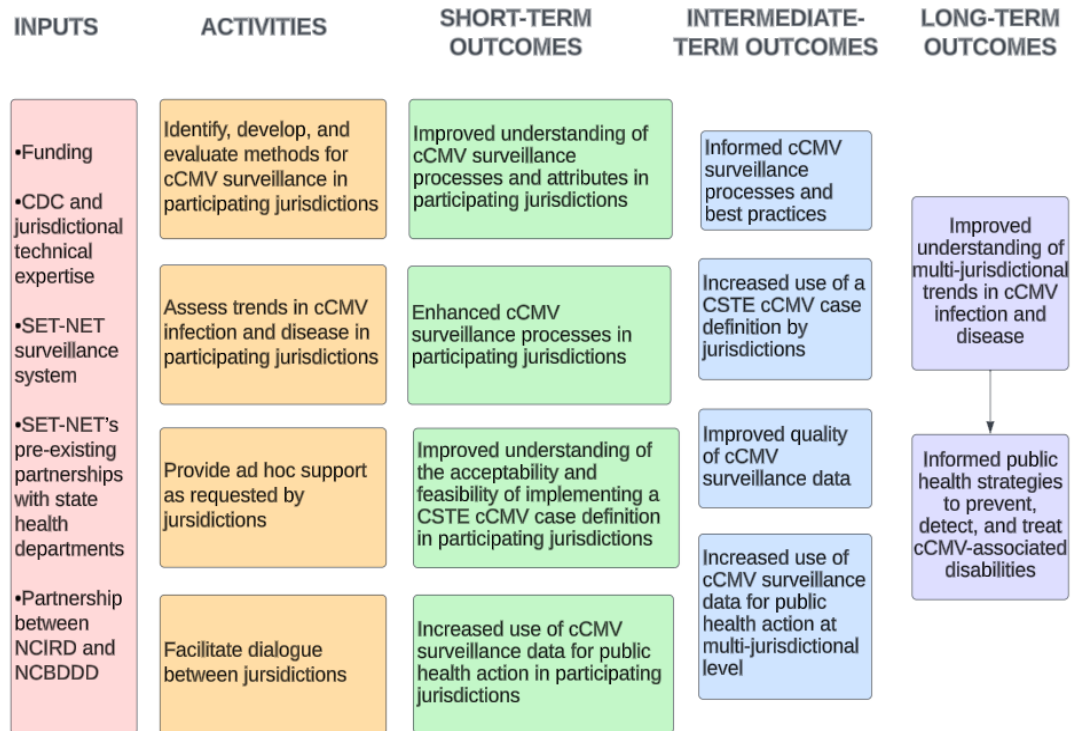 INPUTS
ACTIVITIES
SHORT-TERM
OUTCOMES
INTERMEDIATE-
TERM OUTCOMES
LONG-TERM
OUTCOMES
•Funding
•CDC and
jurisdictional
technical
expertise
•SET-NET
surveillance
system
•SET-NET's
pre-existing
partnerships
with state
health
departments
•Partnership
between
NCIRD and
NCBDDD
Identify, develop, and
evaluate methods for
cCMV surveillance in
participating jurisdictions
Assess trends in cCMV
infection and disease in
participating jurisdictions
Provide ad hoc support
as requested by
jursidictions
Facilitate dialogue
between jursidictions
Improved understanding of
cCMV surveillance
processes and attributes in
participating jurisdictions
Enhanced cCMV
surveillance processes in
participating jurisdictions
Improved understanding of
the acceptability and
feasibility of implementing a
CSTE cCMV case definition
in participating jurisdictions
Increased use of cCMV
surveillance data for public
health action in participating
jurisdictions
Informed cCMV
surveillance
processes and
best practices
Increased use of a
CSTE cCMV case
definition by
jurisdictions
Improved quality
of cCMV
surveillance data
Increased use of
cCMV surveillance
data for public
health action at
multi-jurisdictional
level
Improved
understanding of
multi-jurisdictional
trends in cCMV
infection and
disease
Informed public
health strategies
to prevent,
detect, and treat
cCMV-associated
disabilities